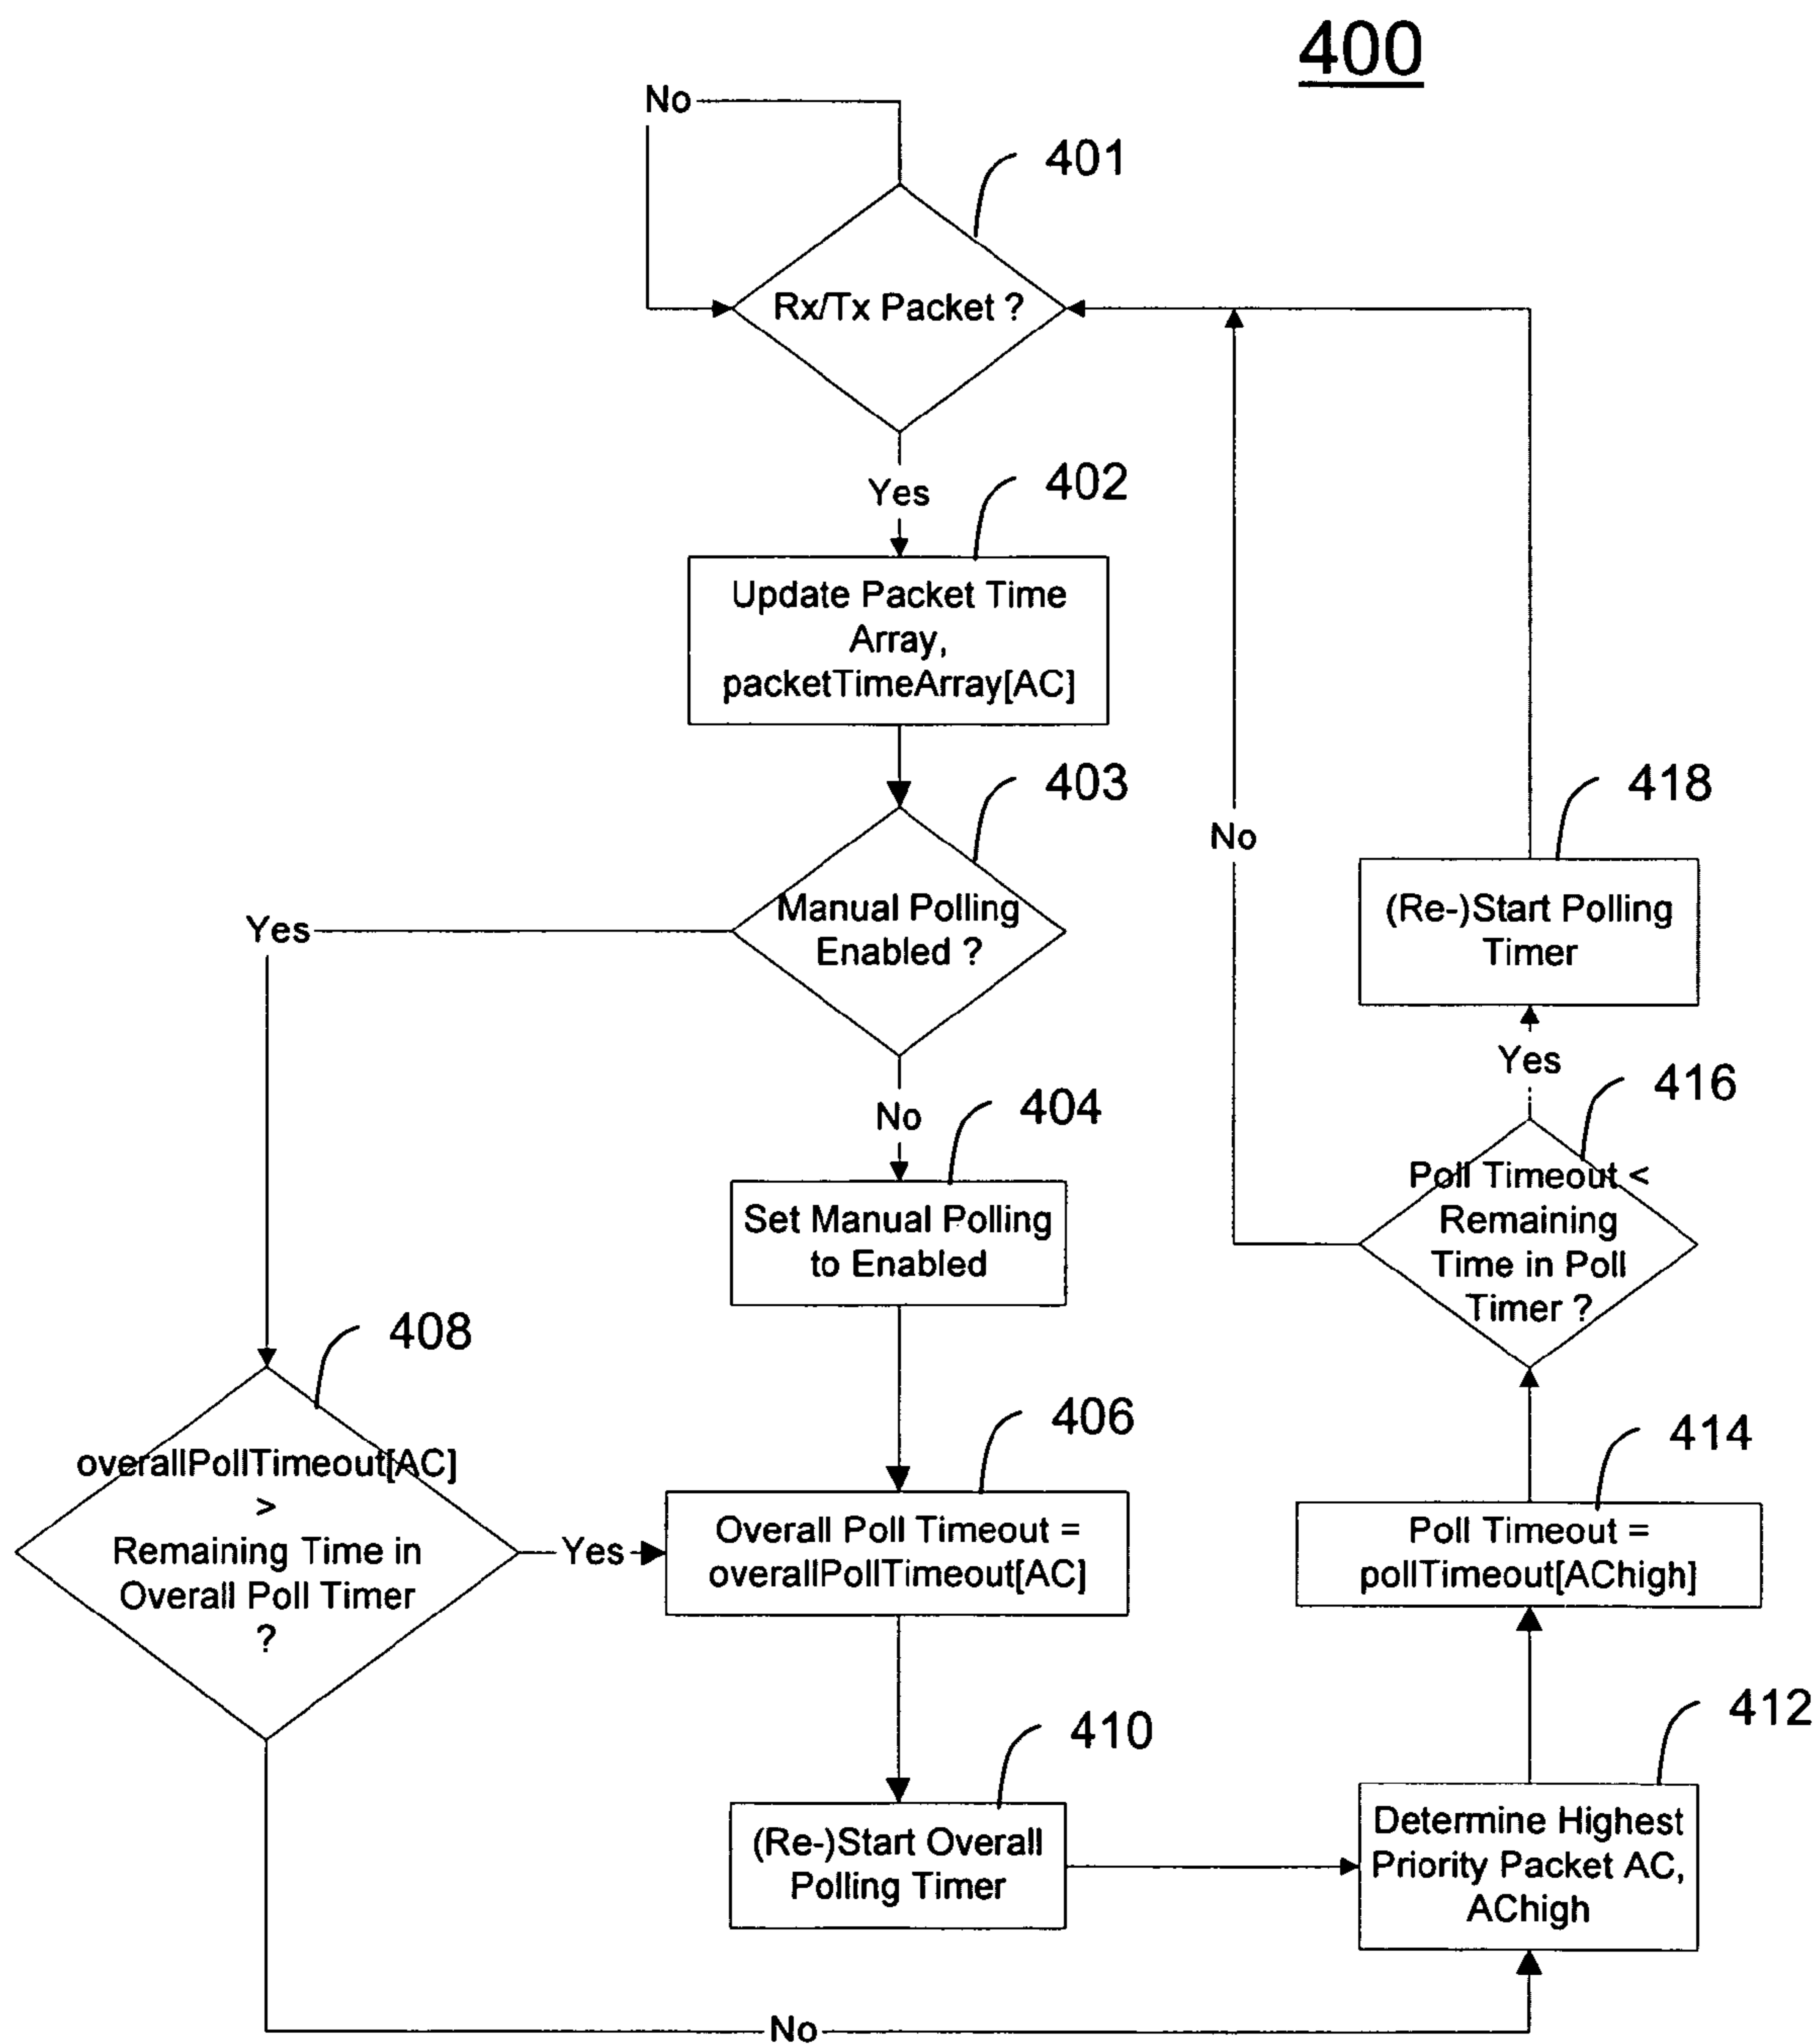 400
No
401
Rx/Tx Packet ?
Yes
402
Update Packet Time
Array,
packetTimeArray[AC]
403
Manual Polling
Enabled ?
Yes
No
404
Set Manual Polling
to Enabled
408
overallPollTimeout[AC]
>
Remaining Time in
Overall Poll Timer
?
Yes
406
Overall Poll Timeout =
overallPollTimeout[AC]
410
(Re-)Start Overall
Polling Timer
No
412
Determine Highest
Priority Packet AC,
AChigh
414
Poll Timeout =
pollTimeout[AChigh]
416
Poll Timeout <
Remaining
Time in Poll
Timer ?
No
Yes
418
(Re-)Start Polling
Timer